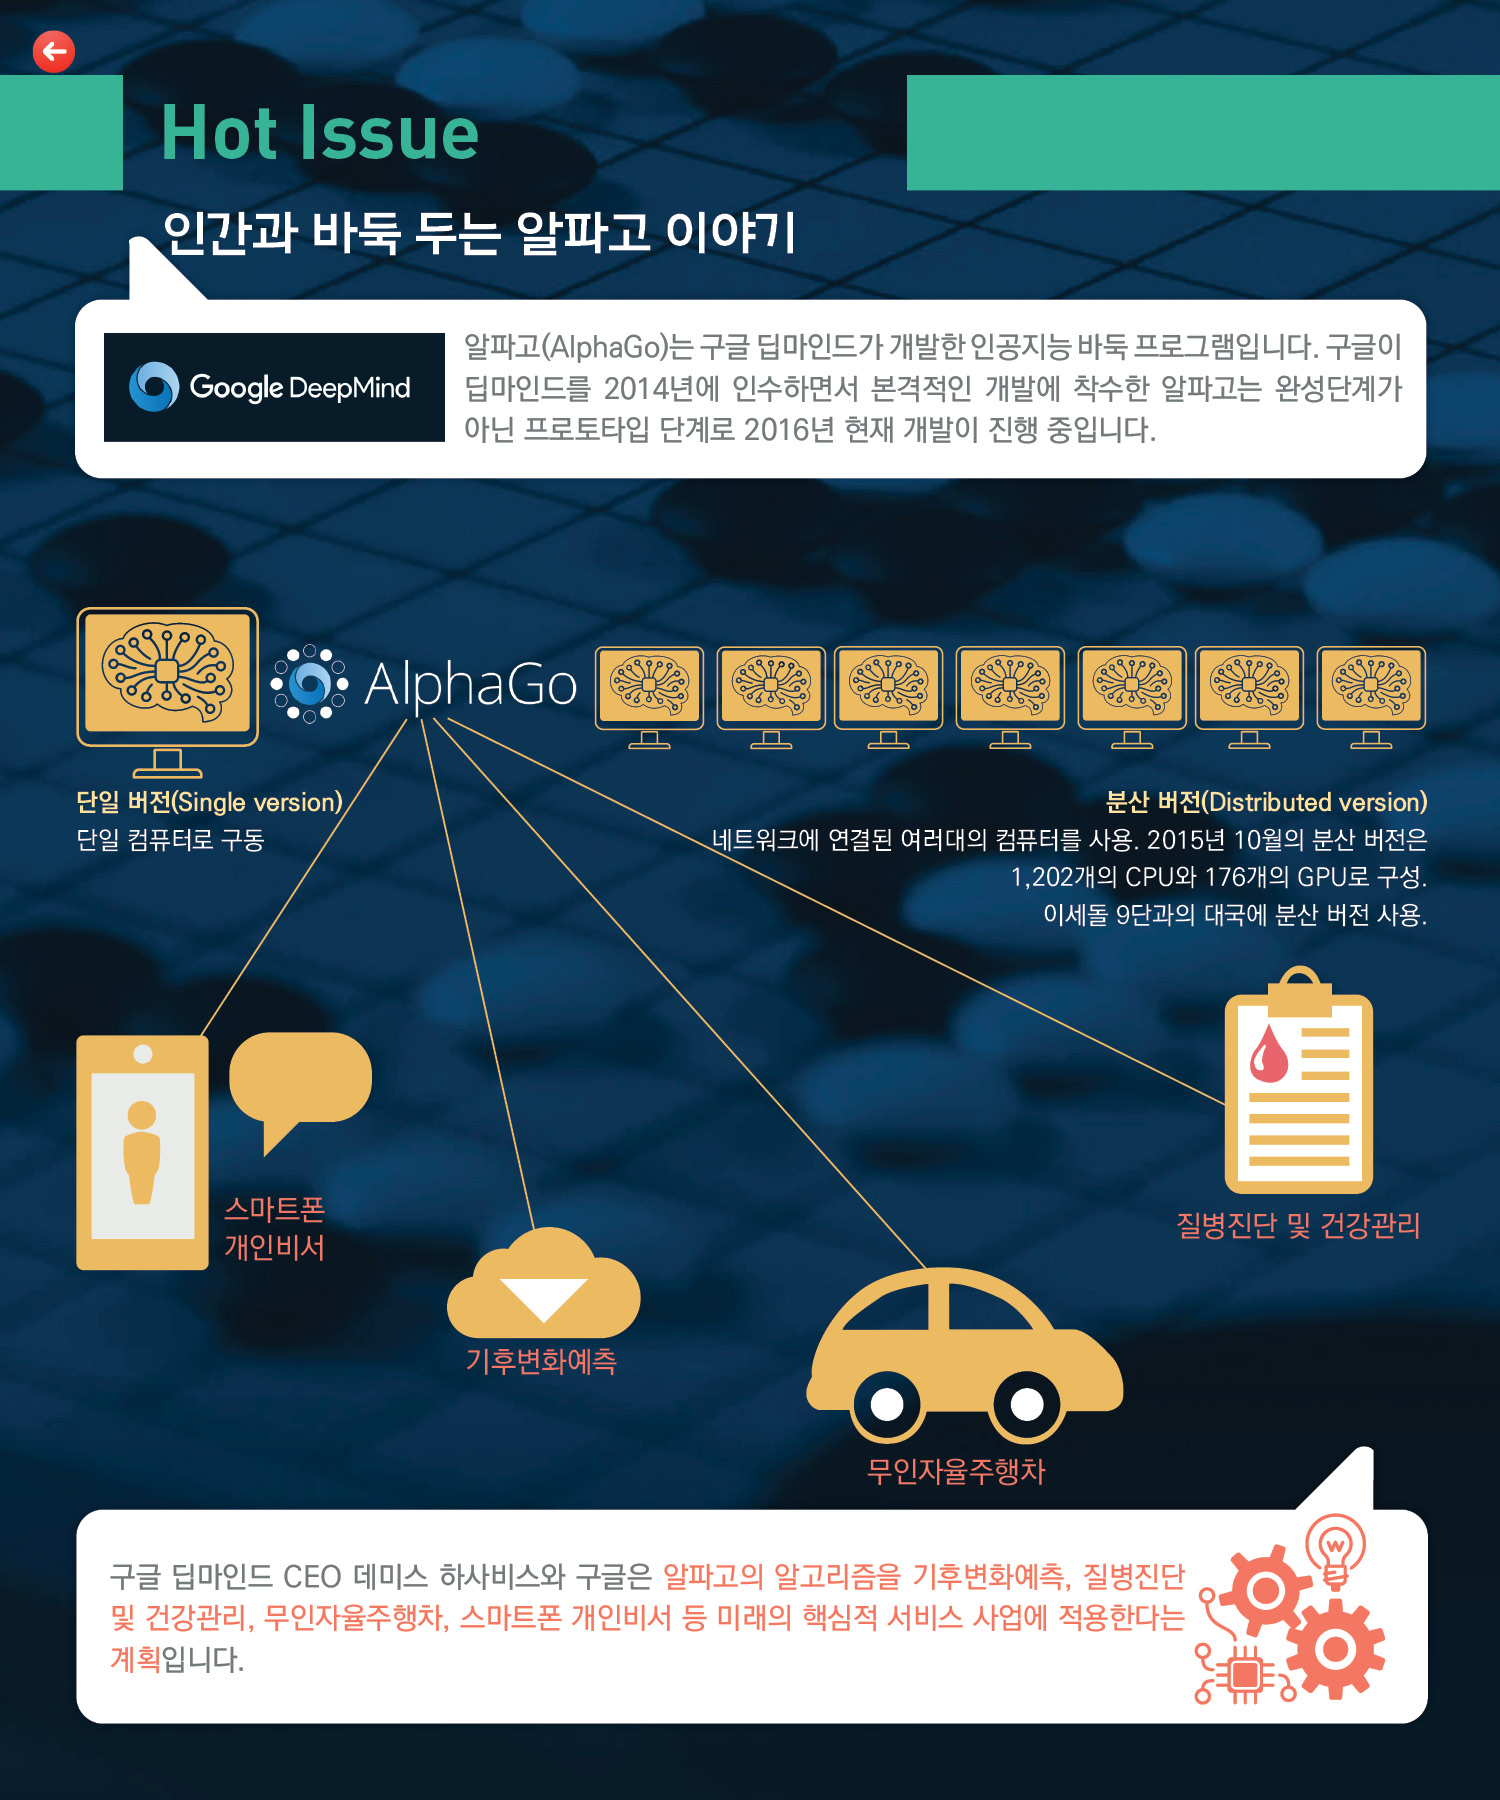 Hot Issue
인간과 바둑 두는 알파고 이야기
Google DeepMind
알파고(AlphaGo)는 구글 딥마인드가 개발한 인공지능 바둑 프로그램입니다. 구글이
딥마인드를 2014년에 인수하면서 본격적인 개발에 착수한 알파고는 완성단계가
아닌 프로토타입 단계로 2016년 현재 개발이 진행 중입니다.
AlphaGo
단일 버전(Single version)
단일 컴퓨터로 구동
분산 버전(Distributed version)
네트워크에 연결된 여러대의 컴퓨터를 사용. 2015년 10월의 분산 버전은
1,202개의 CPU와 176개의 GPU로 구성.
이세돌 9단과의 대국에 분산 버전 사용.
스마트폰
개인비서
질병진단 및 건강관리
기후변화예측
무인자율주행차
구글 딥마인드 CEO 데미스 하사비스와 구글은 알파고의 알고리즘을 기후변화예측, 질병진단
및 건강관리, 무인자율주행차, 스마트폰 개인비서 등 미래의 핵심적 서비스 사업에 적용한다는
계획입니다.